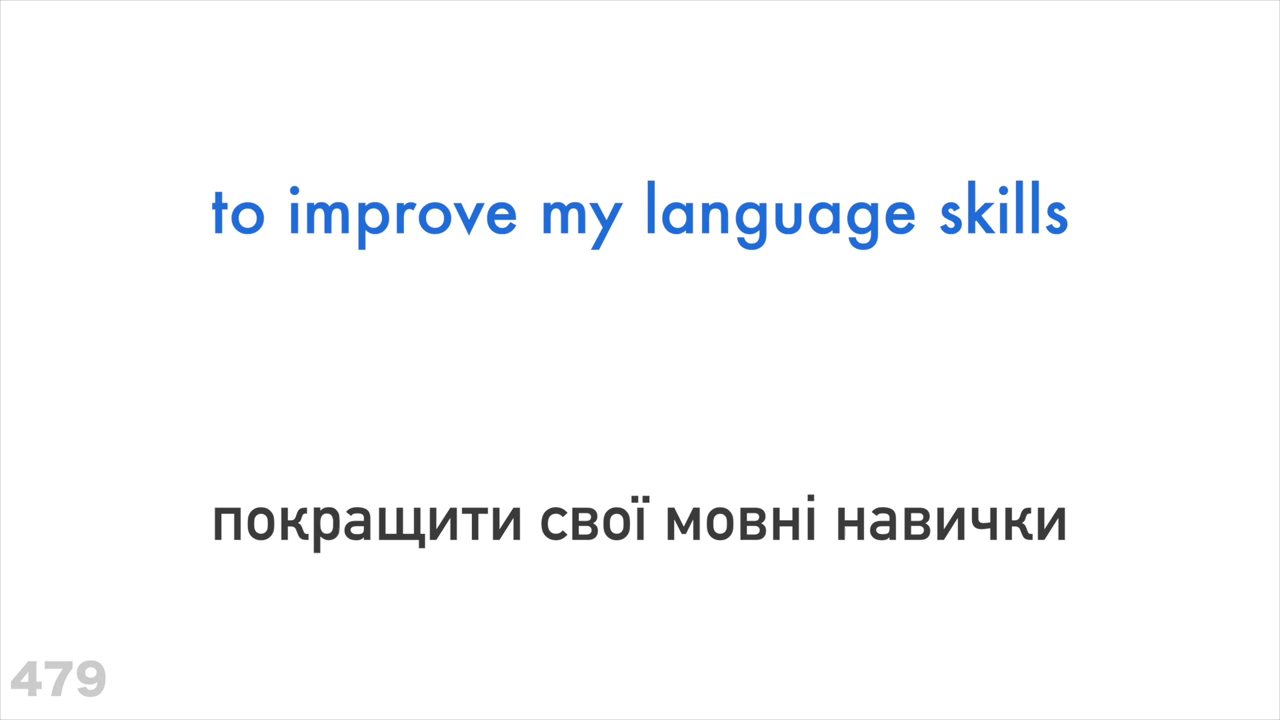 to improve my language skills
покращити свої мовні навички
479